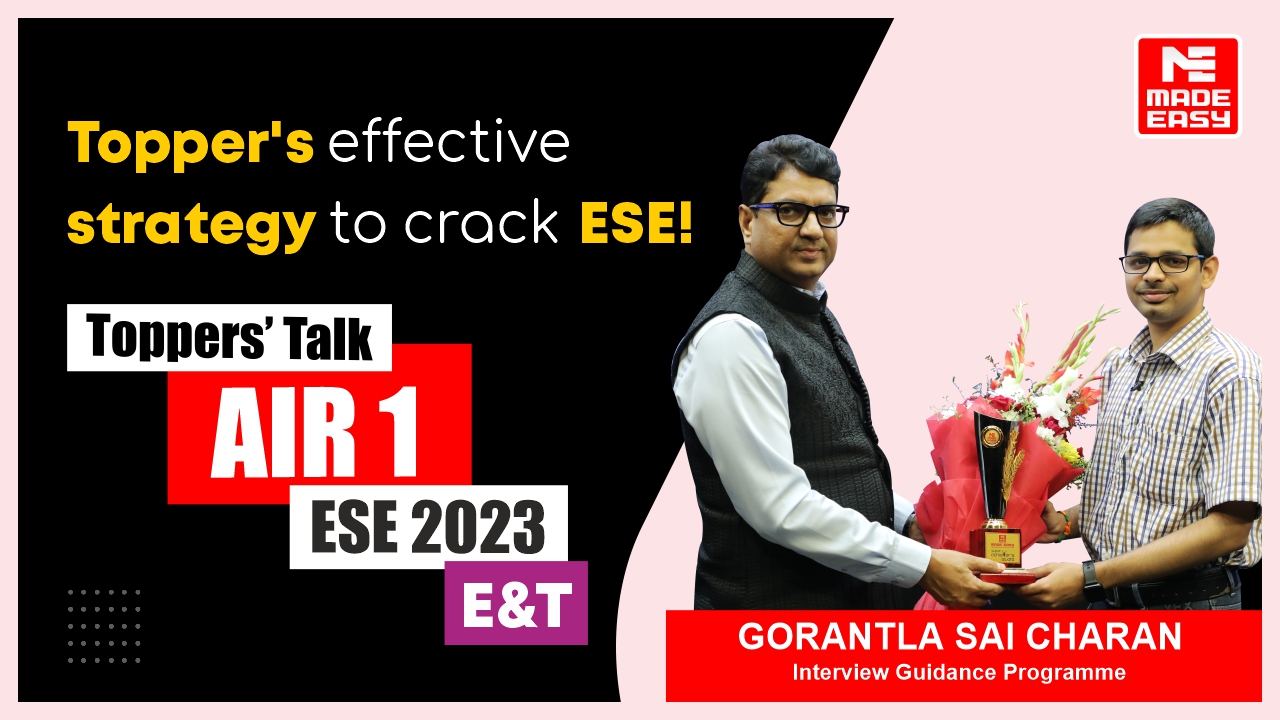 Topper's effective
strategy to crack ESE!
Toppers’ Talk
AIR 1
ESE 2023
E&T
ME
MADE
EASY
GORANTLA SAI CHARAN
Interview Guidance Programme